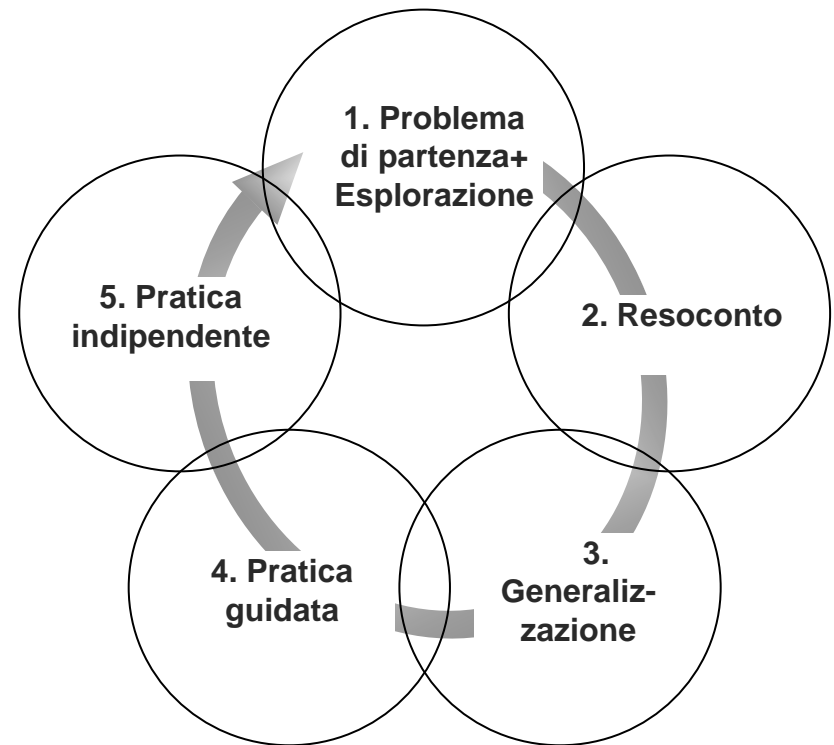 1. Problema
di partenza+
Esplorazione
2. Resoconto
3.
Generaliz-
zazione
4. Pratica
guidata
5. Pratica
indipendente